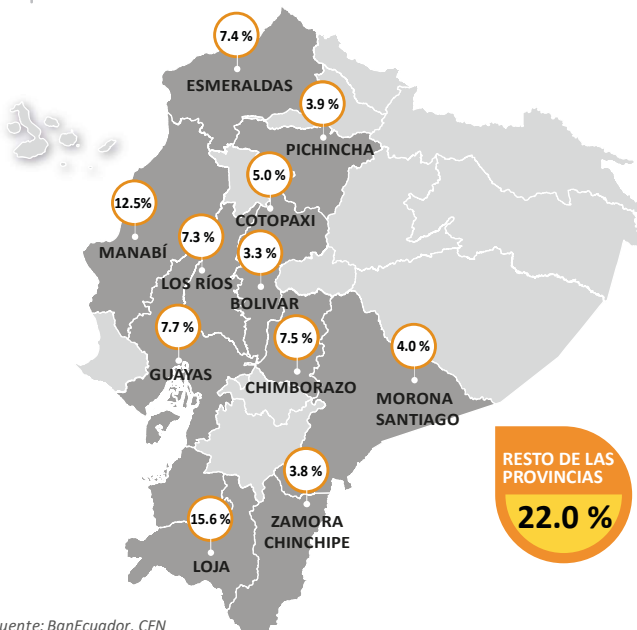 7.4 %
ESMERALDAS
3.9 %
PICHINCHA
5.0 %
COTOPAXI
12.5%
MANABÍ
7.3 %
LOS RÍOS
3.3 %
BOLIVAR
7.7 %
GUAYAS
7.5 %
CHIMBORAZO
4.0 %
MORONA
SANTIAGO
RESTO DE LAS
PROVINCIAS
22.0 %
3.8 %
ZAMORA
CHINCHIPE
15.6 %
LOJA
uente: BanEcuador, CFN